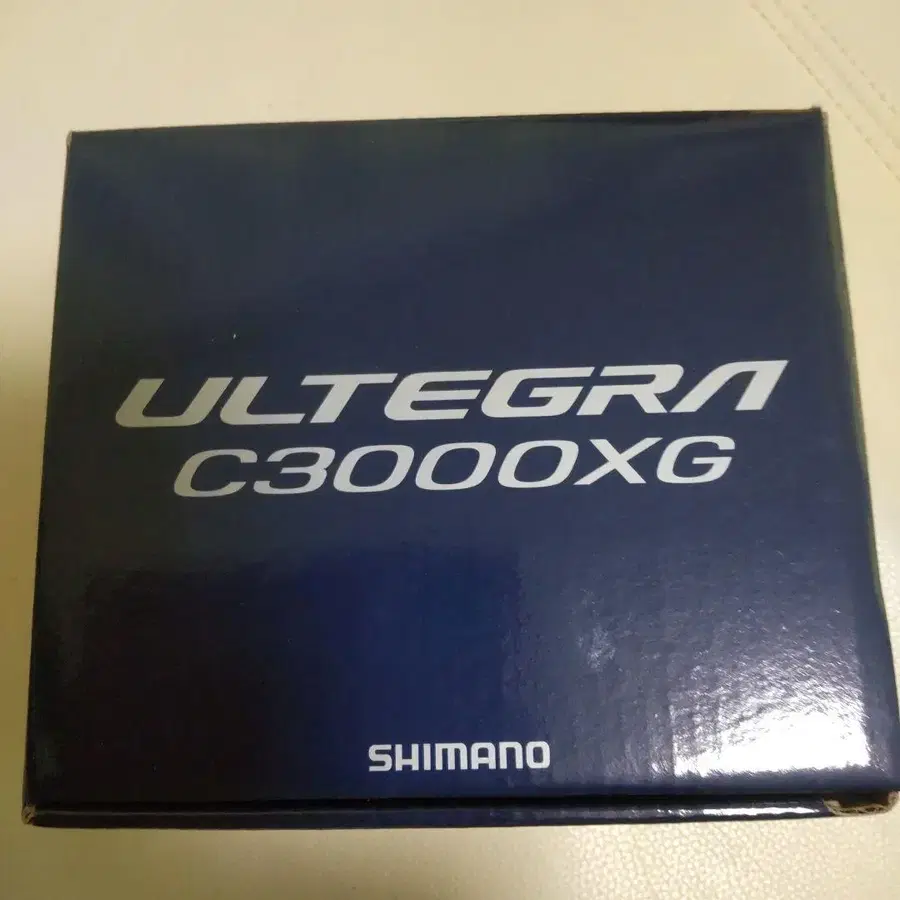 ULTEGRA
C3000XG
SHIMANO